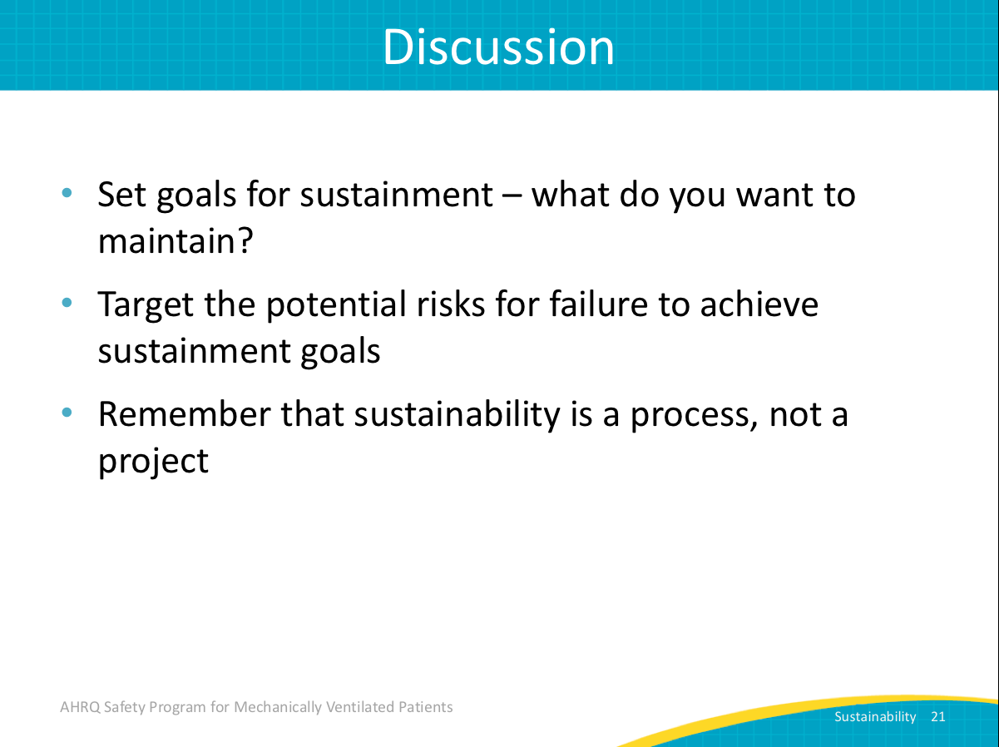 Discussion
• Set goals for sustainment – what do you want to
maintain?
• Target the potential risks for failure to achieve
sustainment goals
• Remember that sustainability is a process, not a
project
AHRQ Safety Program for Mechanically Ventilated Patients
Sustainability 21